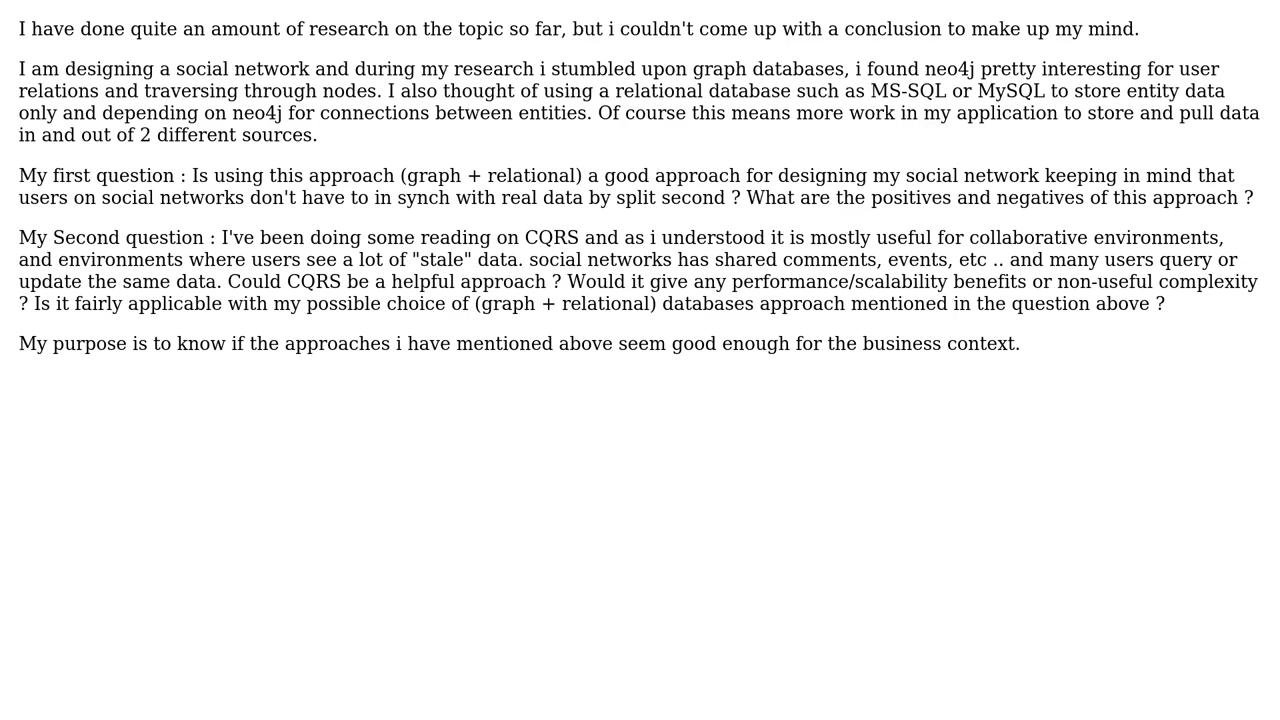 I have done quite an amount of research on the topic so far, but i couldn't come up with a conclusion to make up my mind.
I am designing a social network and during my research i stumbled upon graph databases, i found neo4j pretty interesting for user
relations and traversing through nodes. I also thought of using a relational database such as MS-SQL or MySQL to store entity data
only and depending on neo4j for connections between entities. Of course this means more work in my application to store and pull data
in and out of 2 different sources.
My first question : Is using this approach (graph + relational) a good approach for designing my social network keeping in mind that
users on social networks don't have to in synch with real data by split second ? What are the positives and negatives of this approach ?
My Second question : I've been doing some reading on CQRS and as i understood it is mostly useful for collaborative environments,
and environments where users see a lot of "stale" data. social networks has shared comments, events, etc .. and many users query or
update the same data. Could CQRS be a helpful approach ? Would it give any performance/scalability benefits or non-useful complexity
? Is it fairly applicable with my possible choice of (graph + relational) databases approach mentioned in the question above ?
My purpose is to know if the approaches i have mentioned above seem good enough for the business context.